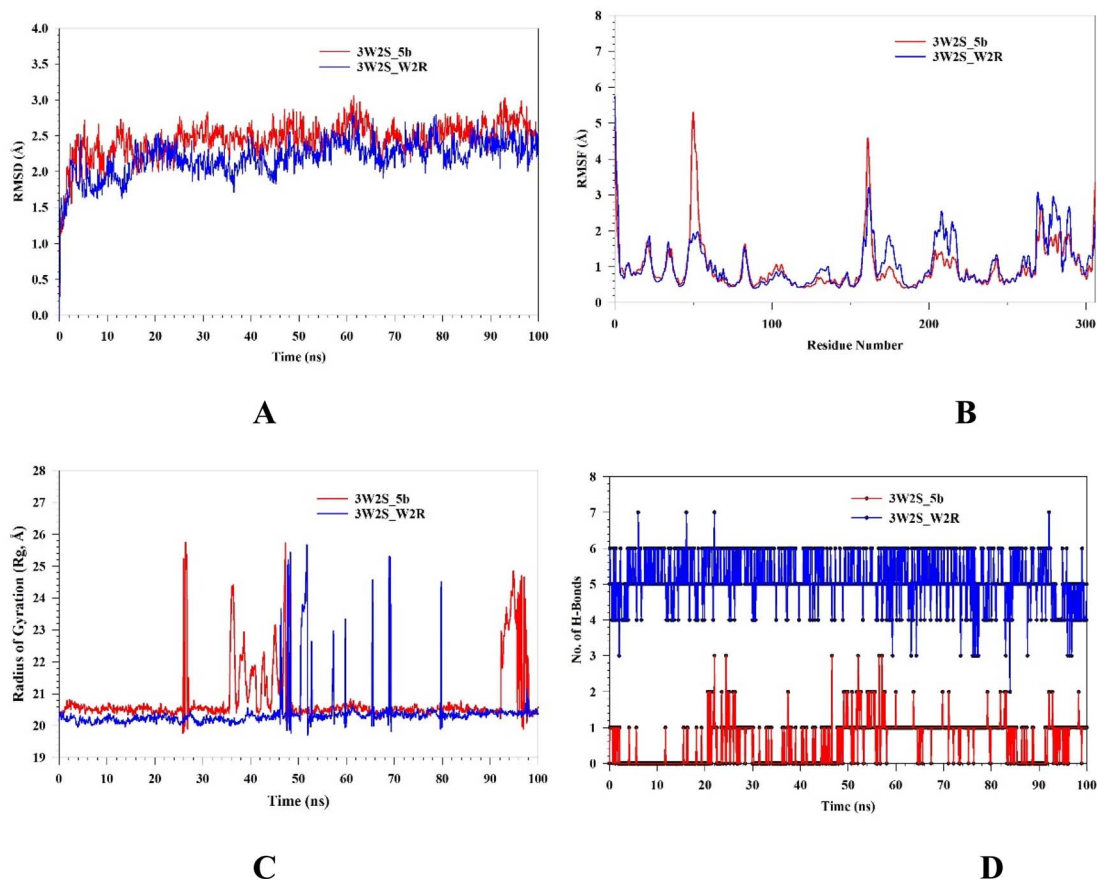 4.0
3.5
3.0
2.5
2.0
1.5
1.0
0.5
0.0
RMSD (Å)
3W2S_5b
3W2S_W2R
0 10 20 30 40 50 60 70 80 90 100
Time (ns)
A
8
7
6
5
4
3
2
1
0
RMSF (Å)
3W2S_5b
3W2S_W2R
0 100 200 300
Residue Number
B
28
27
26
25
24
23
22
21
20
19
Radius of Gyration (Rg, Å)
3W2S_5b
3W2S_W2R
0 10 20 30 40 50 60 70 80 90 100
Time (ns)
C
8
7
6
5
4
3
2
1
0
No. of H-Bonds
3W2S_5b
3W2S_W2R
0 10 20 30 40 50 60 70 80 90 100
Time (ns)
D